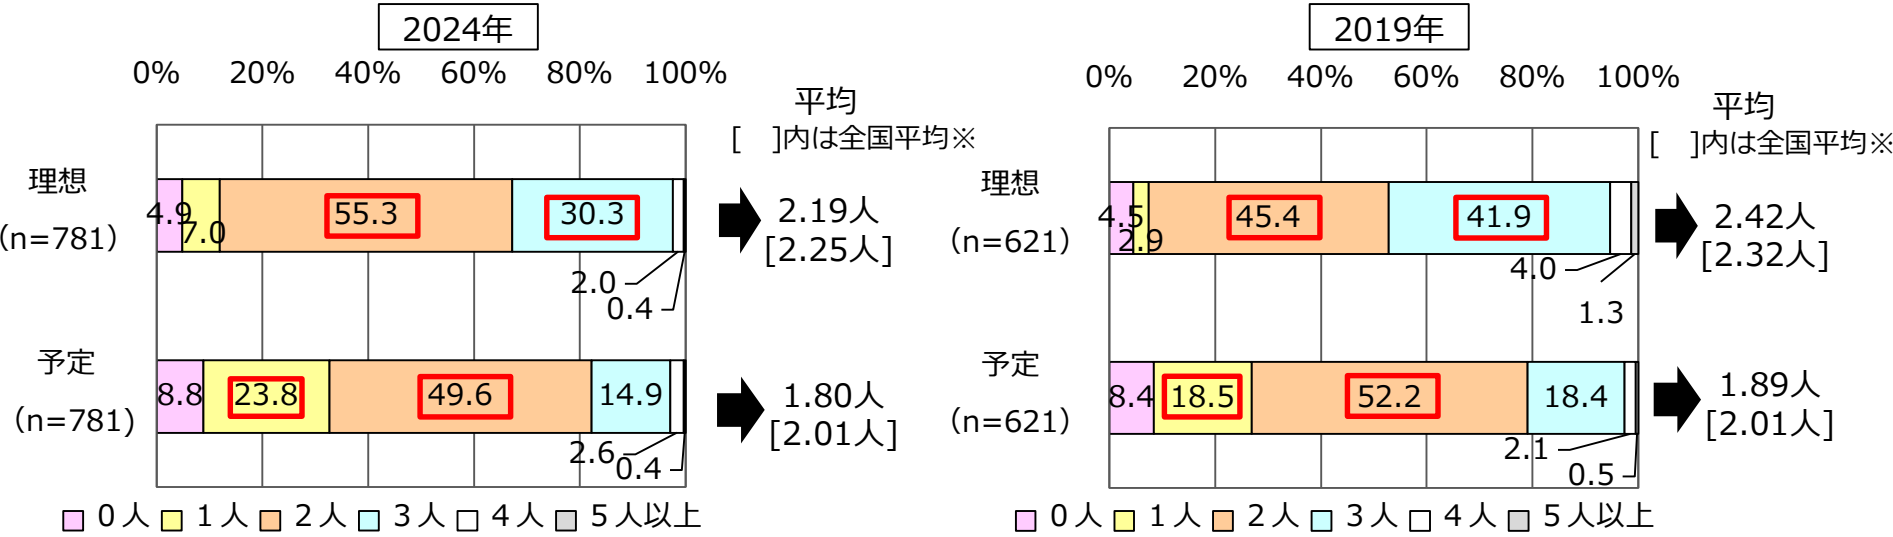 2024年
0% 20% 40% 60% 80% 100%
平均
[ ]内は全国平均※
理想
(n=781)
4.9 7.0 55.3 30.3
2.0
0.4
2.19人
[2.25人]
予定
(n=781)
8.8 23.8 49.6 14.9
2.6
0.4
1.80人
[2.01人]
0人 1人 2人 3人 4人 5人以上
2019年
0% 20% 40% 60% 80% 100%
平均
[ ]内は全国平均※
理想
(n=621)
4.5 2.9 45.4 41.9
4.0
1.3
2.42人
[2.32人]
予定
(n=621)
8.4 18.5 52.2 18.4
2.1
0.5
1.89人
[2.01人]
0人 1人 2人 3人 4人 5人以上